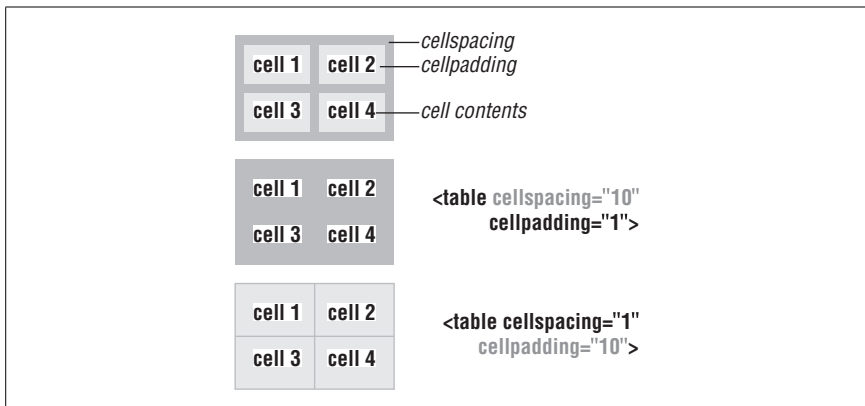 cellspacing
cell 1 cell 2 cellpadding
cell 3 cell 4 cell contents
cell 1 cell 2
<table cellspacing="10"
cellpadding="1">
cell 3 cell 4
cell 1 cell 2
<table cellspacing="1"
cellpadding="10">
cell 3 cell 4